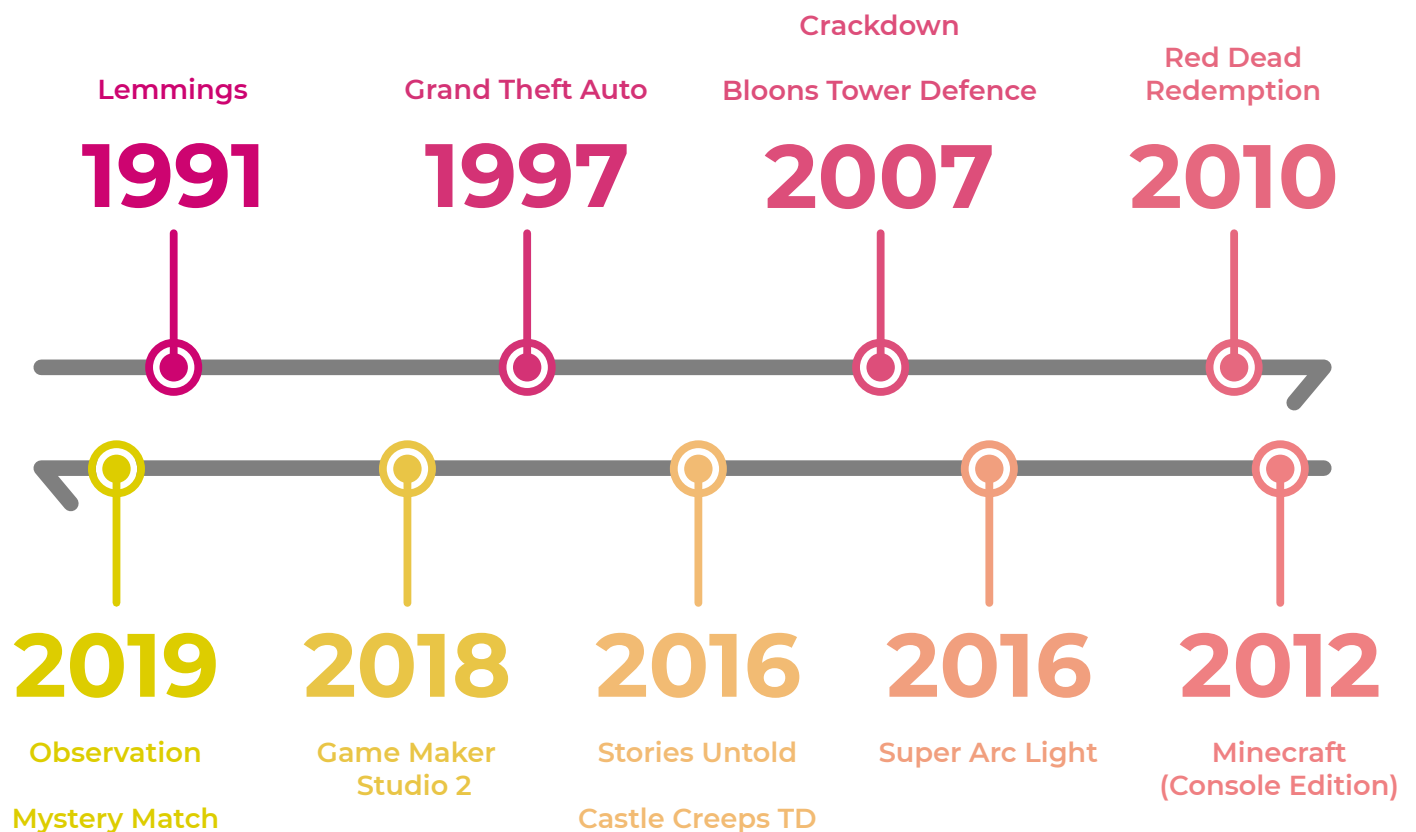 Crackdown
Lemmings
Grand Theft Auto
Bloons Tower Defence
Red Dead
Redemption
1991
1997
2007
2010
2019
2018
2016
2016
2012
Observation
Mystery Match
Game Maker
Studio 2
Stories Untold
Castle Creeps TD
Super Arc Light
Minecraft
(Console Edition)